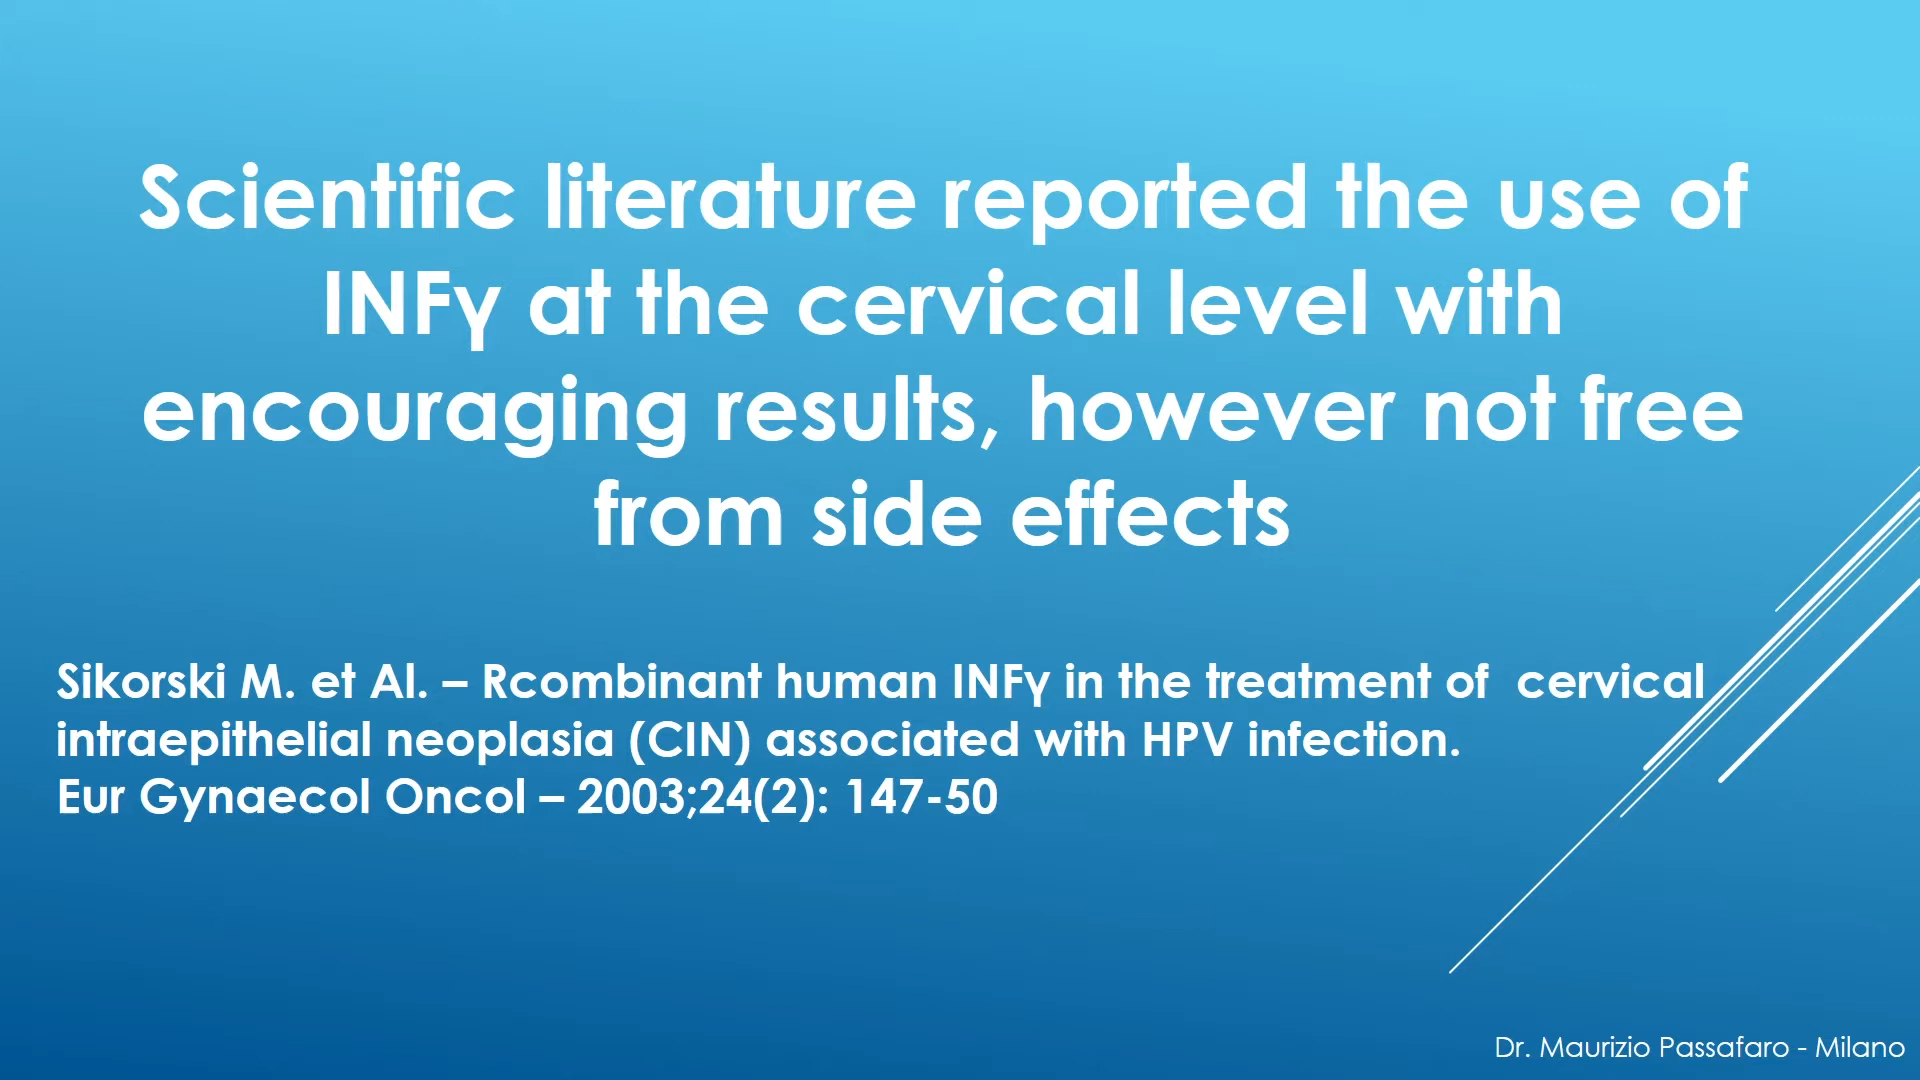 Scientific literature reported the use of
INFγ at the cervical level with
encouraging results, however not free
from side effects
Sikorski M. et Al. – Rcombinant human INFγ in the treatment of  cervical
intraepithelial neoplasia (CIN) associated with HPV infection.
Eur Gynaecol Oncol – 2003;24(2): 147-50
Dr. Maurizio Passafaro - Milano